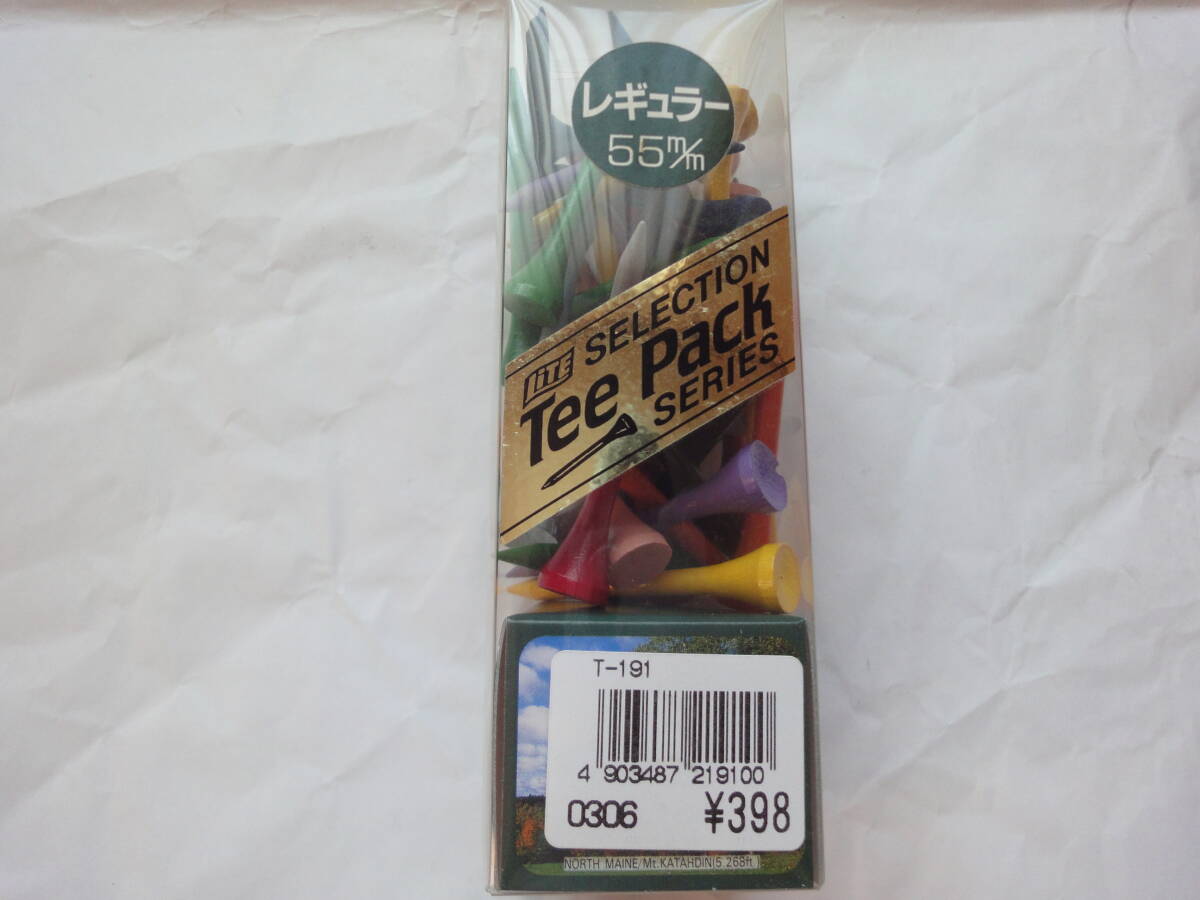 レギュラー
55m/m
liTE SELECTION
Tee Pack
SERIES
T-191
4 903487 219100
0306 ¥398
NORTH MAINE/Mt.KATAHDIN(5.268ft)